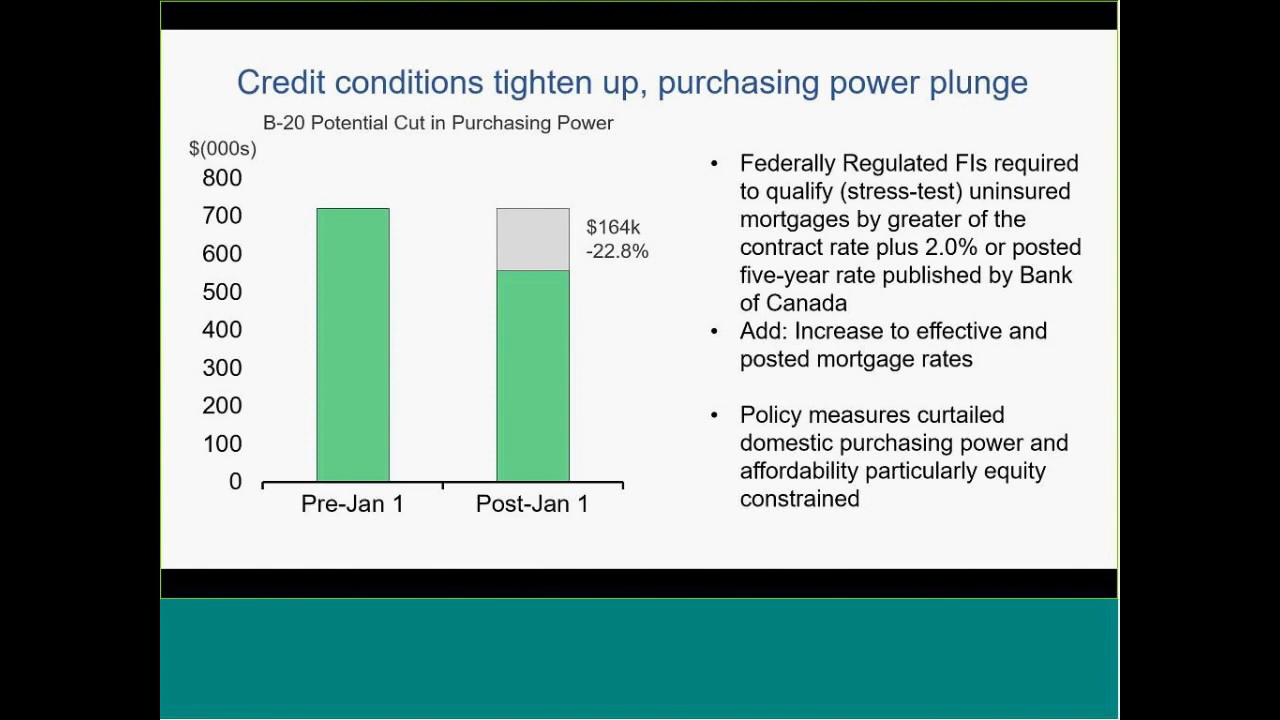 Credit conditions tighten up, purchasing power plunge
B-20 Potential Cut in Purchasing Power
$(000s)
800
700
600
500
400
300
200
100
0
$164k
-22.8%
Pre-Jan 1
Post-Jan 1
• Federally Regulated FIs required
to qualify (stress-test) uninsured
mortgages by greater of the
contract rate plus 2.0% or posted
five-year rate published by Bank
of Canada
• Add: Increase to effective and
posted mortgage rates
• Policy measures curtailed
domestic purchasing power and
affordability particularly equity
constrained